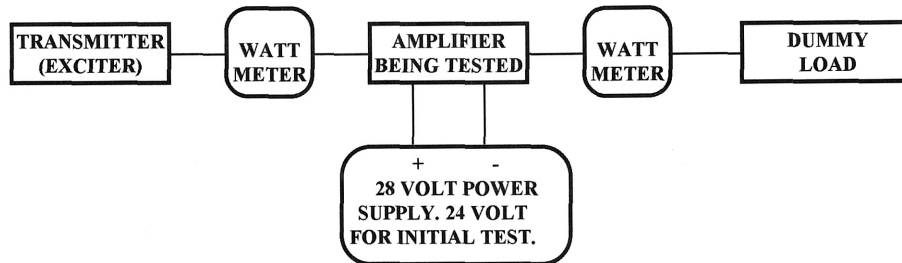 TRANSMITTER
(EXCITER)
WATT
METER
AMPLIFIER
BEING TESTED
WATT
METER
DUMMY
LOAD
+ -
28 VOLT POWER
SUPPLY. 24 VOLT
FOR INITIAL TEST.